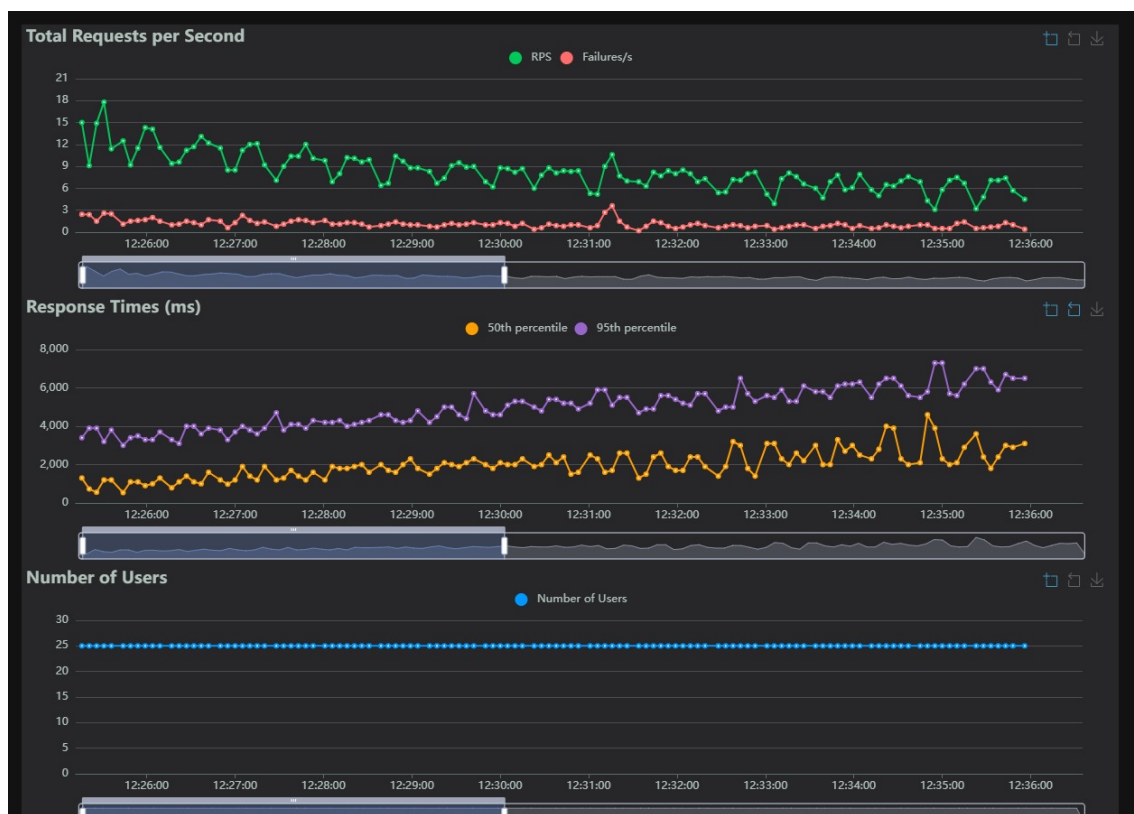 Total Requests per Second
RPS Failures/s
21
18
15
12
9
6
3
0
12:26:00 12:27:00 12:28:00 12:29:00 12:30:00 12:31:00 12:32:00 12:33:00 12:34:00 12:35:00 12:36:00
Response Times (ms)
50th percentile 95th percentile
8,000
6,000
4,000
2,000
0
12:26:00 12:27:00 12:28:00 12:29:00 12:30:00 12:31:00 12:32:00 12:33:00 12:34:00 12:35:00 12:36:00
Number of Users
Number of Users
30
25
20
15
10
5
0
12:26:00 12:27:00 12:28:00 12:29:00 12:30:00 12:31:00 12:32:00 12:33:00 12:34:00 12:35:00 12:36:00